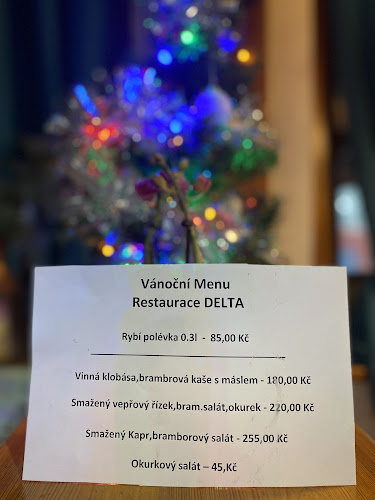 Vánoční Menu
Restaurace DELTA
Rybí polévka 0.3l - 85,00 Kč
Vinná klobása,brambrová kaše s máslem - 180,00 Kč
Smažený vepřový řízek,bram.salát,okurek - 220,00 Kč
Smažený Kapr,bramborový salát - 255,00 Kč
Okurkový salát – 45,Kč